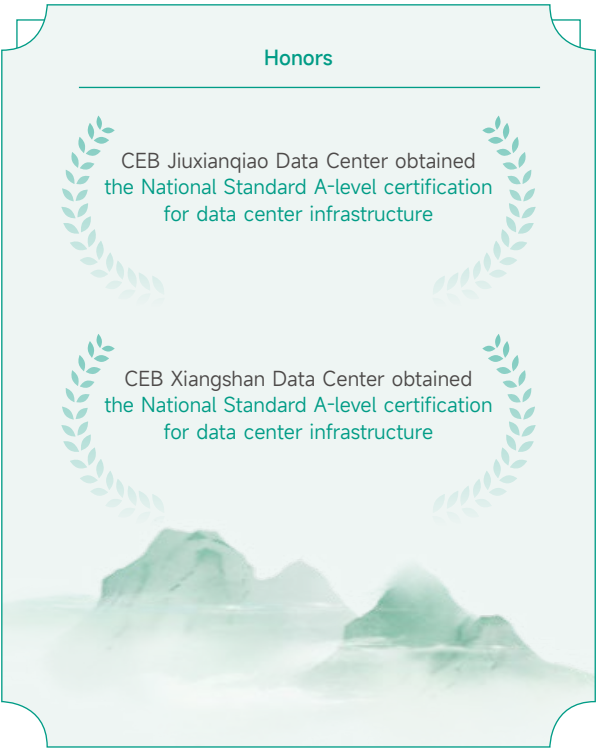 Honors
CEB Jiuxianqiao Data Center obtained
the National Standard A-level certification
for data center infrastructure
CEB Xiangshan Data Center obtained
the National Standard A-level certification
for data center infrastructure